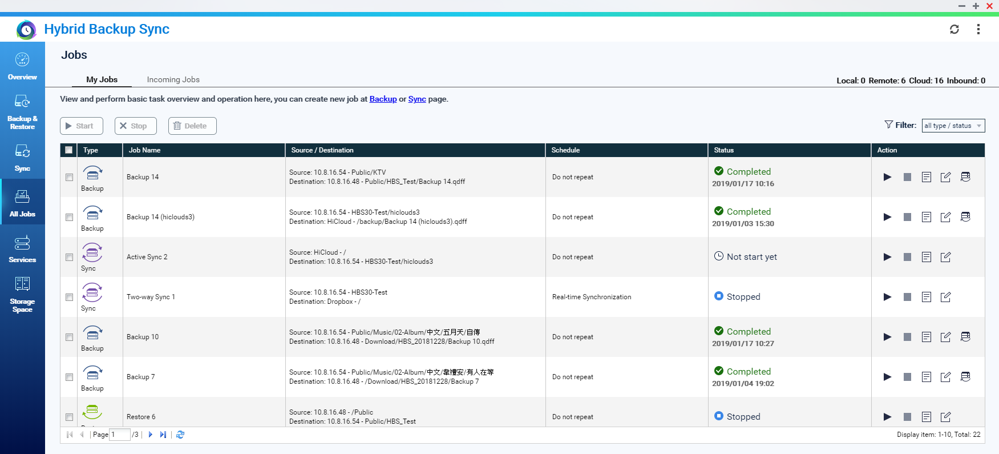 Hybrid Backup Sync
Overview
Backup &
Restore
Sync
All Jobs
Services
Storage
Space
Jobs
My Jobs
Incoming Jobs
Local: 0 Remote: 6 Cloud: 16 Inbound: 0
View and perform basic task overview and operation here, you can create new job at Backup or Sync page.
Start
Stop
Delete
Filter:
all type / status
Type
Job Name
Source / Destination
Schedule
Status
Action
Backup
Backup 14
Source: 10.8.16.54 - Public/KTV
Destination: 10.8.16.48 - Public/HBS_Test/Backup 14.qdff
Do not repeat
Completed
2019/01/17 10:16
Backup
Backup 14 (hiclouds3)
Source: 10.8.16.54 - HBS30-Test/hiclouds3
Destination: HiCloud - /backup/Backup 14 (hiclouds3).qdff
Do not repeat
Completed
2019/01/03 15:30
Sync
Active Sync 2
Source: HiCloud - /
Destination: 10.8.16.54 - HBS30-Test/hiclouds3
Do not repeat
Not start yet
Sync
Two-way Sync 1
Source: 10.8.16.54 - HBS30-Test
Destination: Dropbox - /
Real-time Synchronization
Stopped
Backup
Backup 10
Source: 10.8.16.54 - Public/Music/02-Album/中文/五月天/自傳
Destination: 10.8.16.48 - Download/HBS_20181228/Backup 10.qdff
Do not repeat
Completed
2019/01/17 10:27
Backup
Backup 7
Source: 10.8.16.54 - Public/Music/02-Album/中文/韋禮安/有人在等
Destination: 10.8.16.48 - /Download/HBS_20181228/Backup 7
Do not repeat
Completed
2019/01/04 19:02
Restore 6
Source: 10.8.16.48 - /Public
Destination: 10.8.16.54 - Public/HBS_Test
Do not repeat
Stopped
Page 1 /3
Display item: 1-10, Total: 22